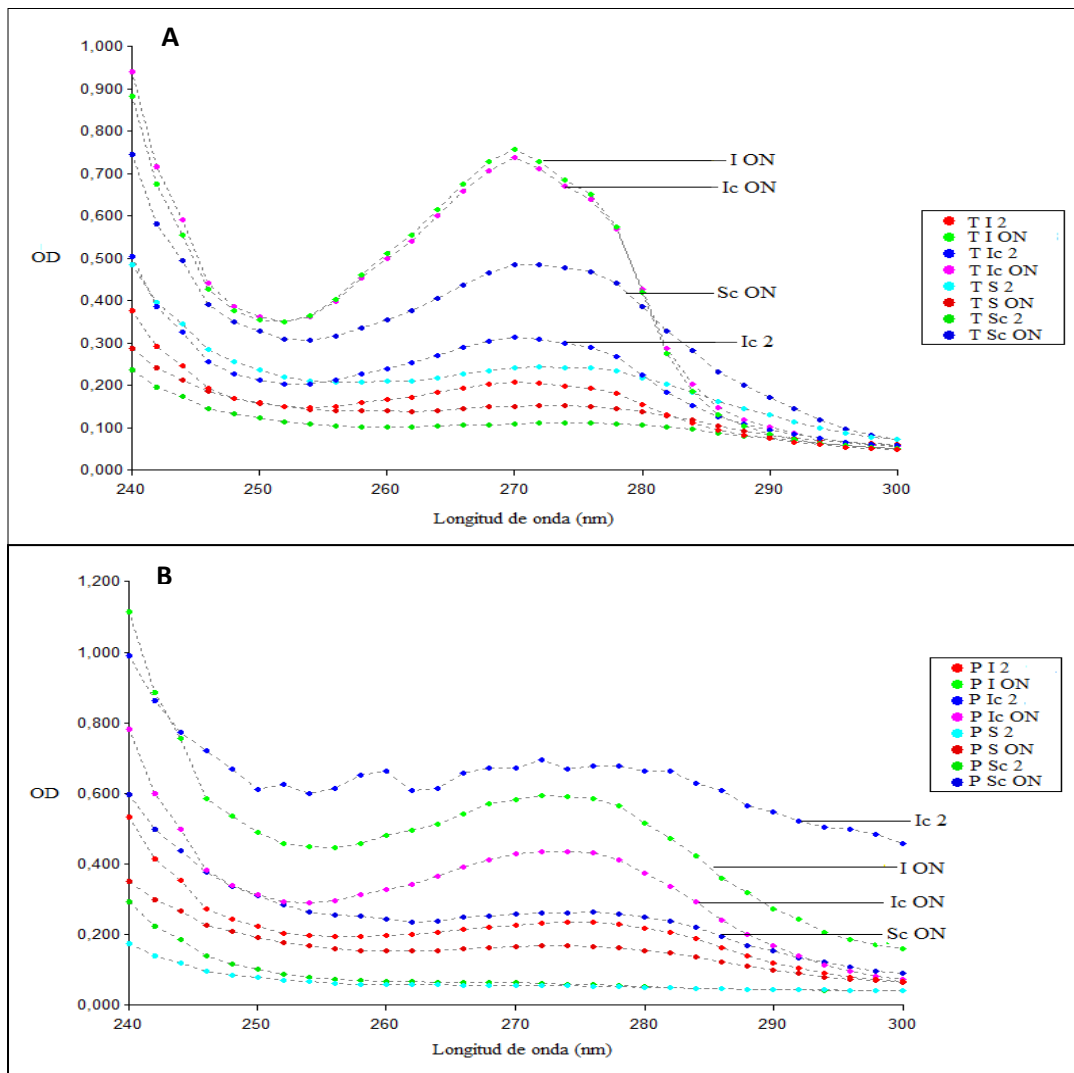 A
1,000
0,900
0,800
0,700
0,600
0,500
0,400
0,300
0,200
0,100
0,000
OD
240 250 260 270 280 290 300
Longitud de onda (nm)
I ON
Ic ON
Sc ON
Ic 2
T I 2
T I ON
T Ic 2
T Ic ON
T S 2
T S ON
T Sc 2
T Sc ON
B
1,200
1,000
0,800
0,600
0,400
0,200
0,000
OD
240 250 260 270 280 290 300
Longitud de onda (nm)
Ic 2
I ON
Ic ON
Sc ON
P I 2
P I ON
P Ic 2
P Ic ON
P S 2
P S ON
P Sc 2
P Sc ON